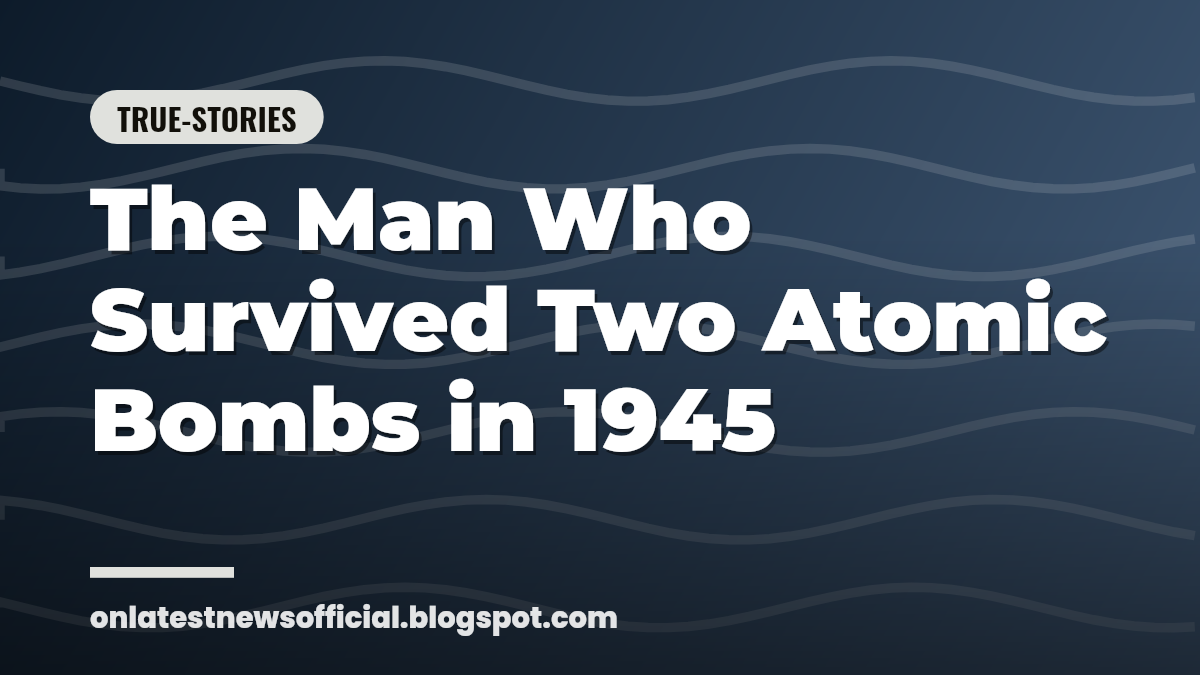 TRUE-STORIES
The Man Who
Survived Two Atomic
Bombs in 1945
onlatestnewsofficial.blogspot.com